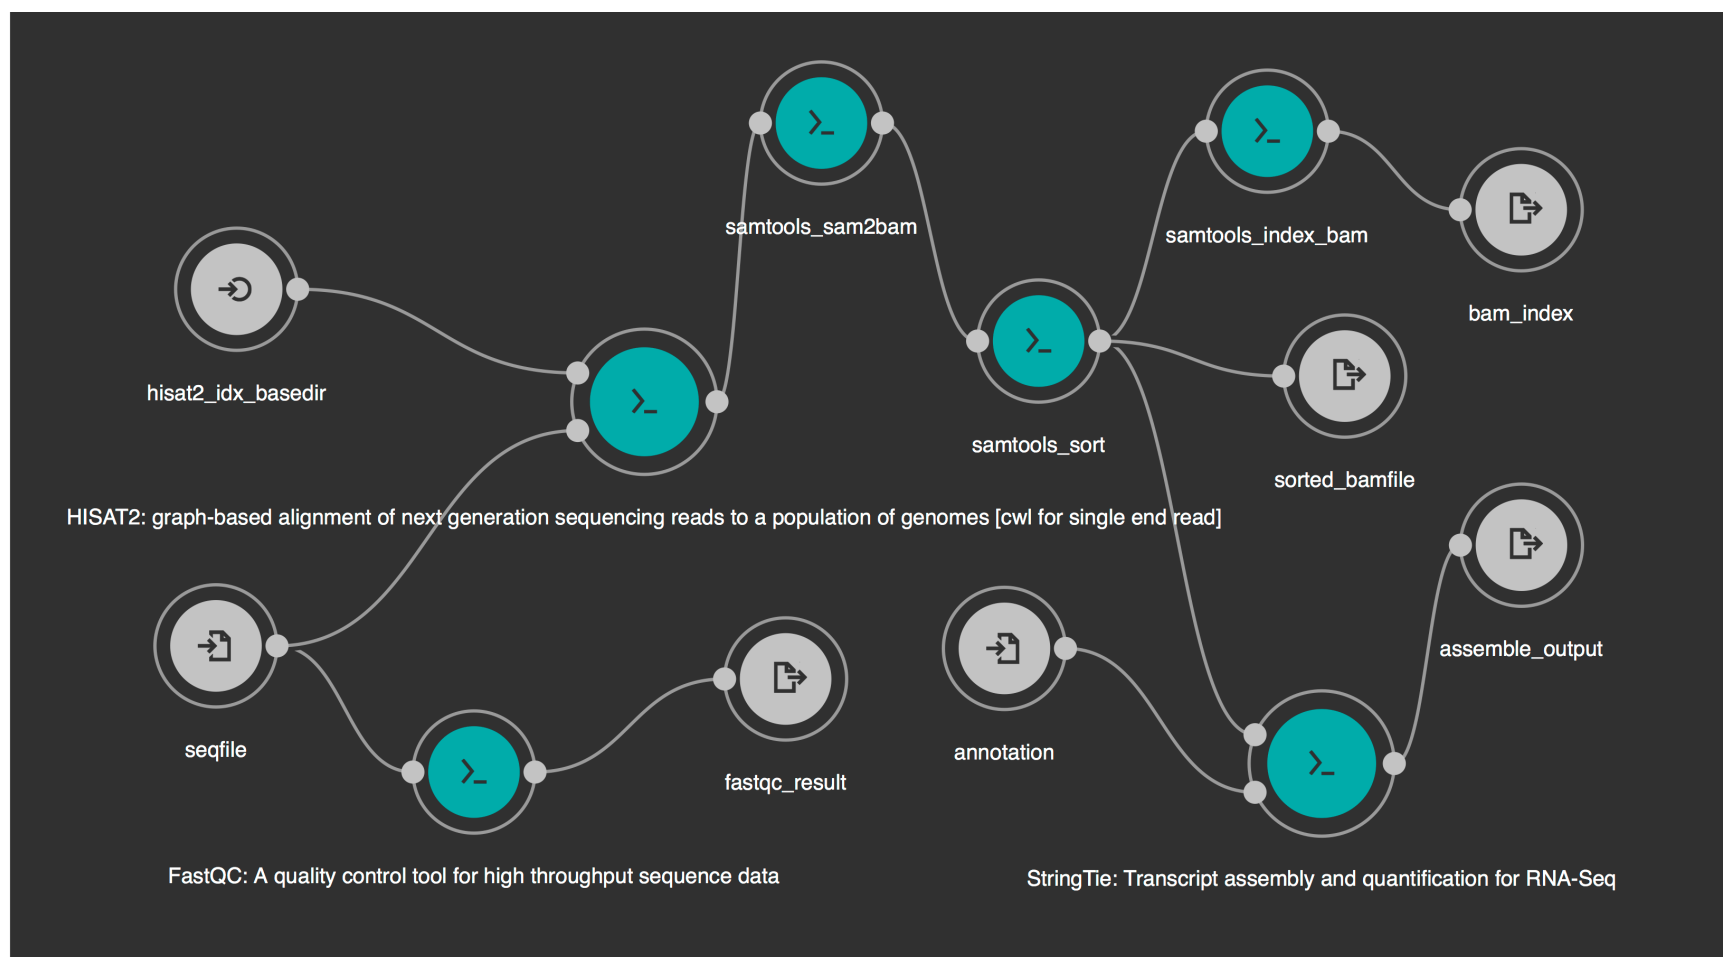 samtools_sam2bam
samtools_index_bam
bam_index
hisat2_idx_basedir
samtools_sort
sorted_bamfile
HISAT2: graph-based alignment of next generation sequencing reads to a population of genomes [cwl for single end read]
assemble_output
seqfile
annotation
fastqc_result
FastQC: A quality control tool for high throughput sequence data
StringTie: Transcript assembly and quantification for RNA-Seq